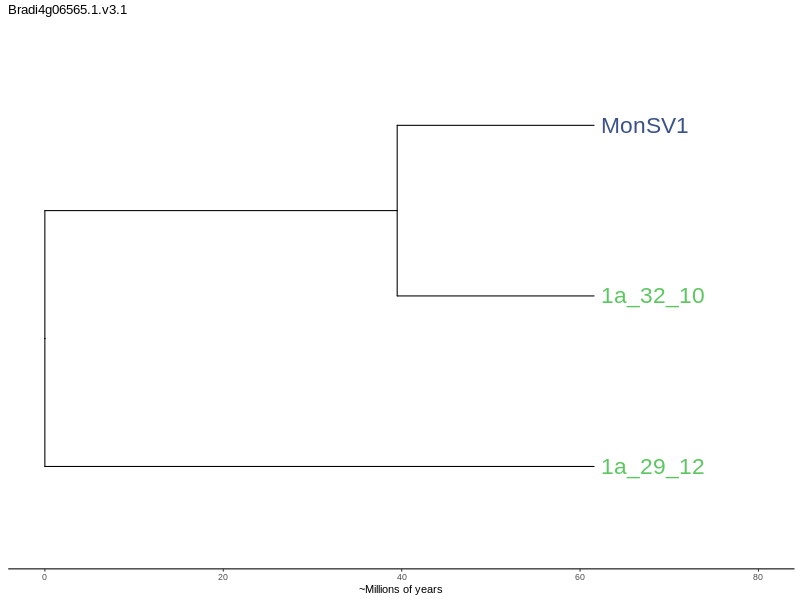 Bradi4g06565.1.v3.1
MonSV1
1a_32_10
1a_29_12
0 20 40 60 80
~Millions of years